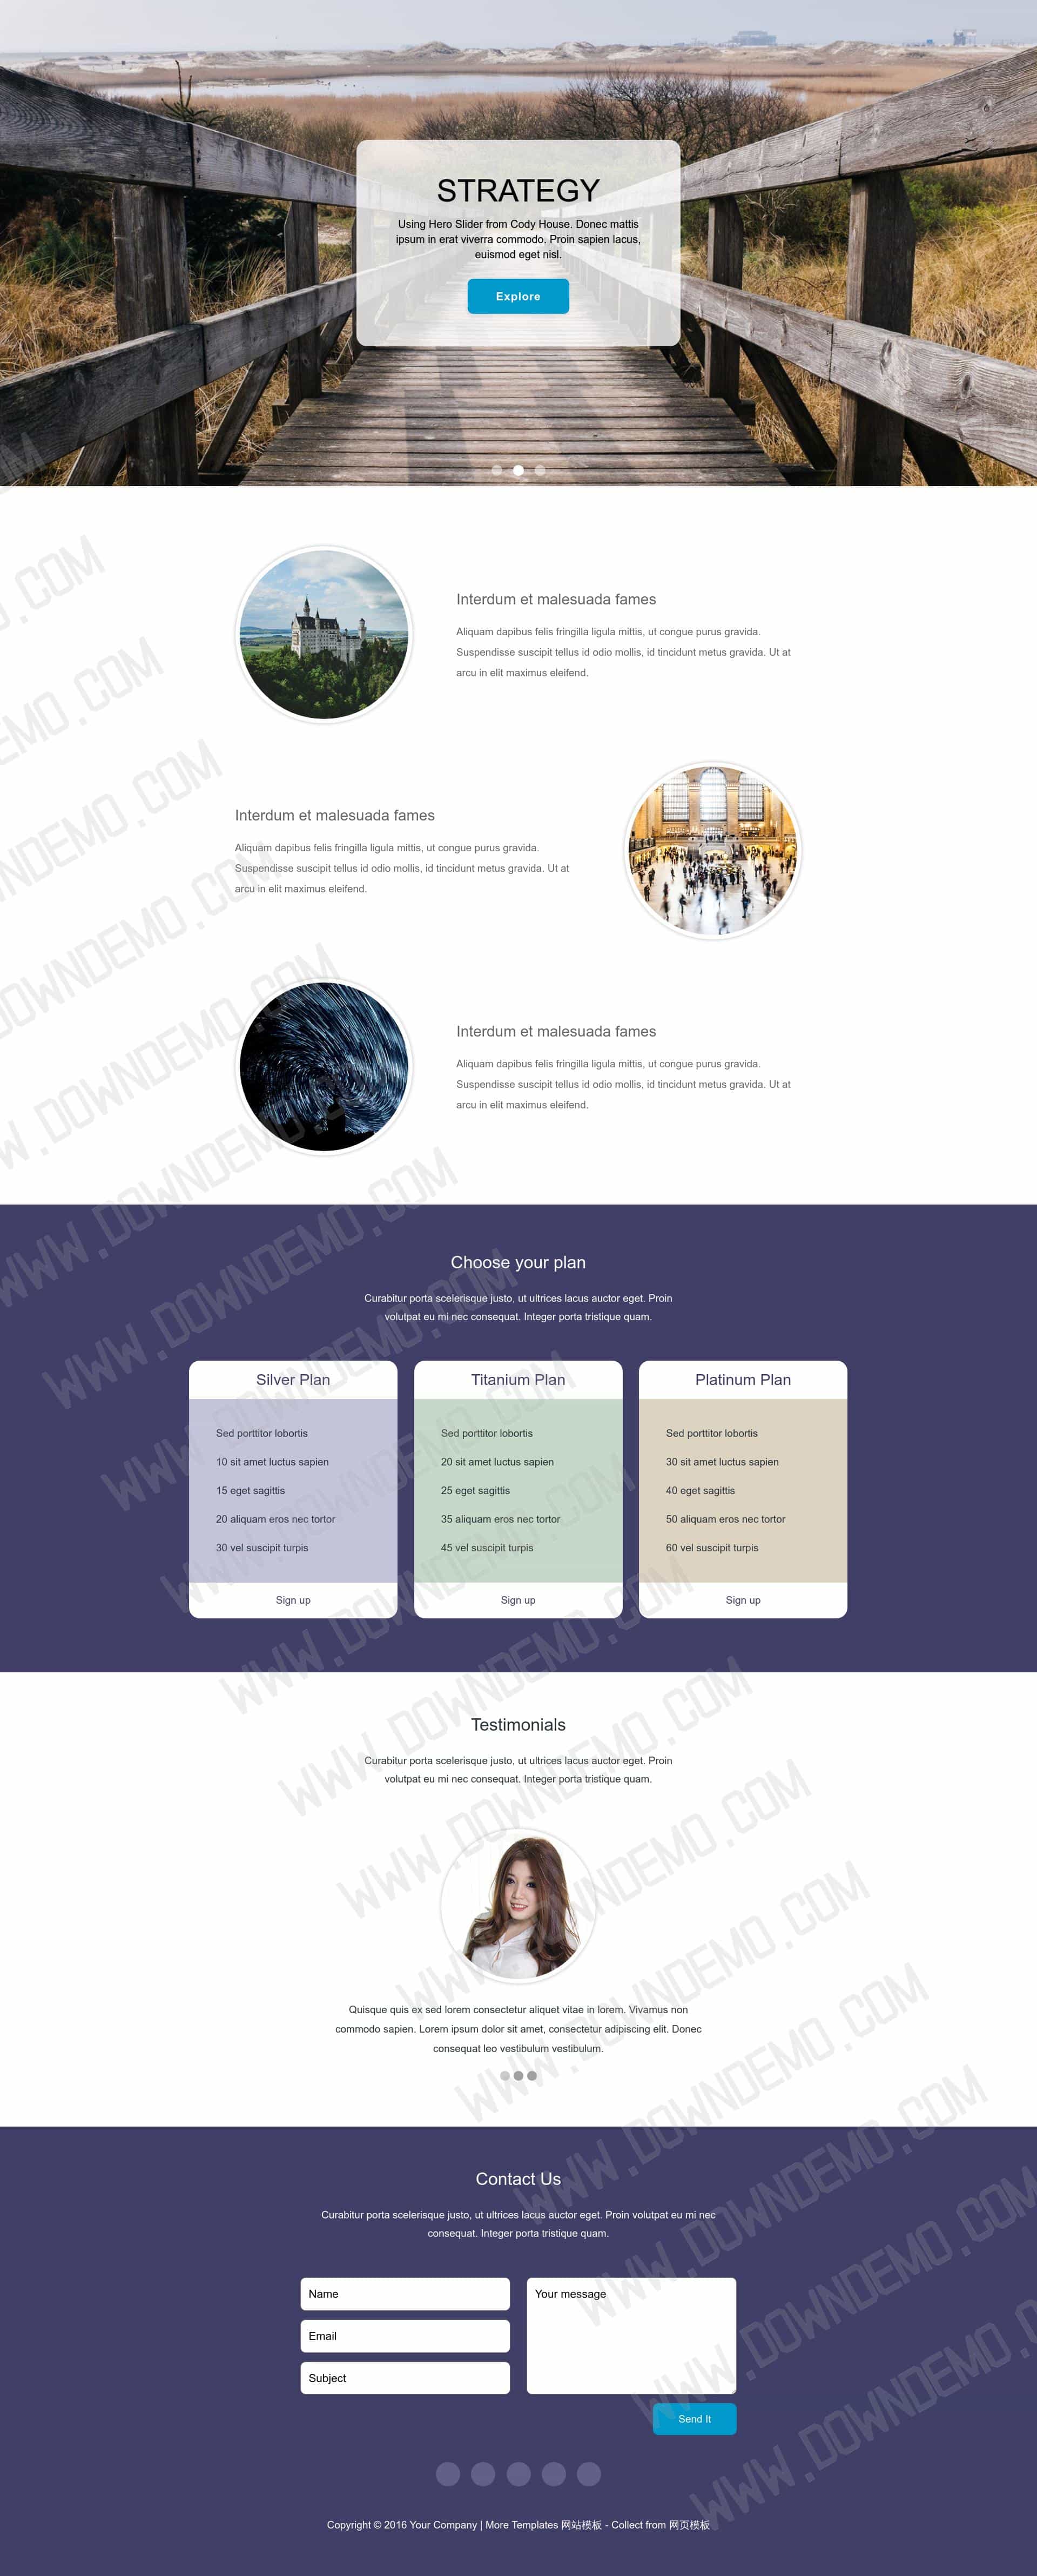 STRATEGY
Using Hero Slider from Cody House. Donec mattis
ipsum in erat viverra commodo. Proin sapien lacus,
euismod eget nisl.
Explore
Interdum et malesuada fames
Aliquam dapibus felis fringilla ligula mittis, ut congue purus gravida.
Suspendisse suscipit tellus id odio mollis, id tincidunt metus gravida. Ut at
arcu in elit maximus eleifend.
Interdum et malesuada fames
Aliquam dapibus felis fringilla ligula mittis, ut congue purus gravida.
Suspendisse suscipit tellus id odio mollis, id tincidunt metus gravida. Ut at
arcu in elit maximus eleifend.
Interdum et malesuada fames
Aliquam dapibus felis fringilla ligula mittis, ut congue purus gravida.
Suspendisse suscipit tellus id odio mollis, id tincidunt metus gravida. Ut at
arcu in elit maximus eleifend.
Choose your plan
Curabitur porta scelerisque justo, ut ultrices lacus auctor eget. Proin
volutpat eu mi nec consequat. Integer porta tristique quam.
Silver Plan
Sed porttitor lobortis
10 sit amet luctus sapien
15 eget sagittis
20 aliquam eros nec tortor
30 vel suscipit turpis
Sign up
Titanium Plan
Sed porttitor lobortis
20 sit amet luctus sapien
25 eget sagittis
35 aliquam eros nec tortor
45 vel suscipit turpis
Sign up
Platinum Plan
Sed porttitor lobortis
30 sit amet luctus sapien
40 eget sagittis
50 aliquam eros nec tortor
60 vel suscipit turpis
Sign up
Testimonials
Curabitur porta scelerisque justo, ut ultrices lacus auctor eget. Proin
volutpat eu mi nec consequat. Integer porta tristique quam.
Quisque quis ex sed lorem consectetur aliquet vitae in lorem. Vivamus non
commodo sapien. Lorem ipsum dolor sit amet, consectetur adipiscing elit. Donec
consequat leo vestibulum vestibulum.
Contact Us
Curabitur porta scelerisque justo, ut ultrices lacus auctor eget. Proin volutpat eu mi nec
consequat. Integer porta tristique quam.
Name
Email
Subject
Your message
Send It
Copyright © 2016 Your Company | More Templates 网站模板 - Collect from 网页模板
WWW.DOWNDEMO.COM